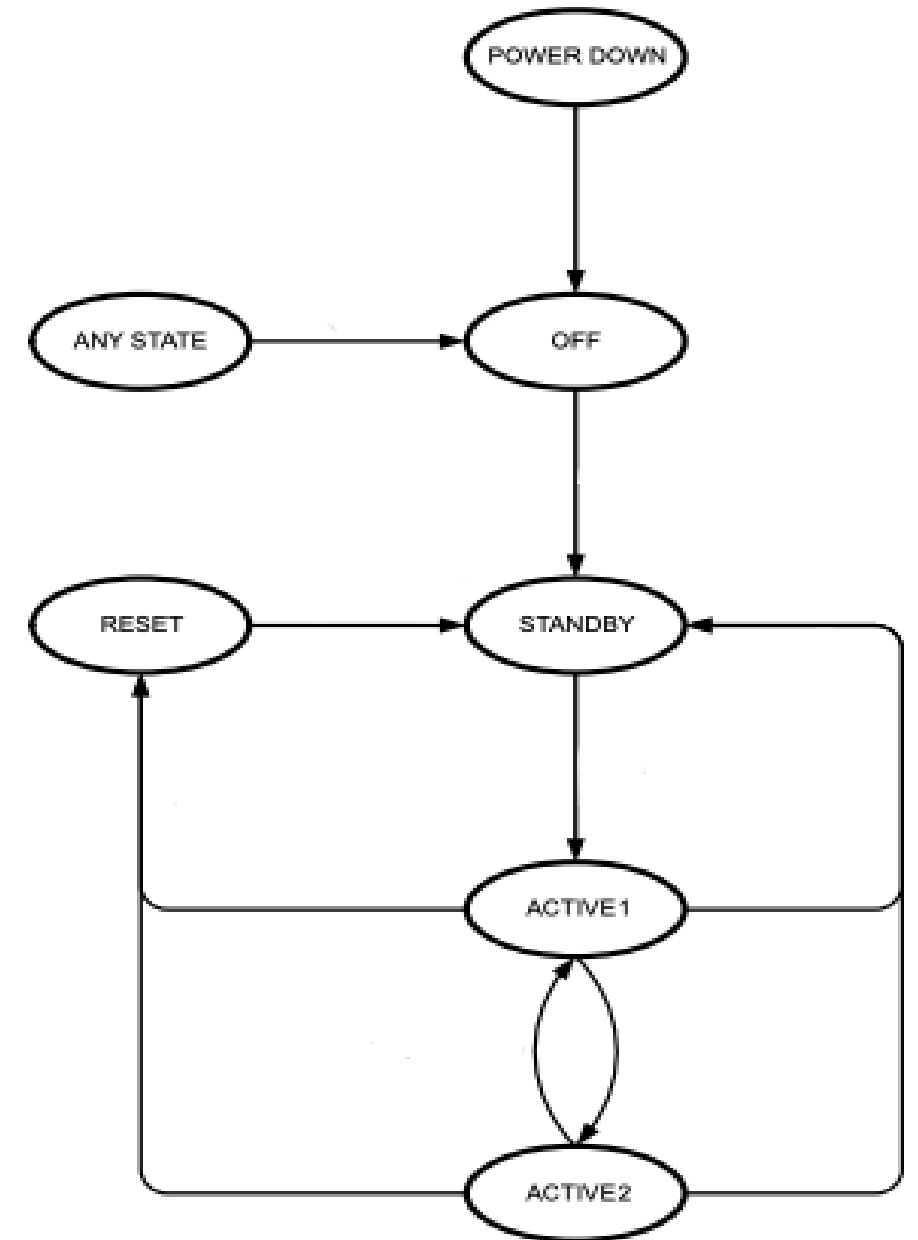 POWER DOWN
ANY STATE
OFF
RESET
STANDBY
ACTIVE1
ACTIVE2